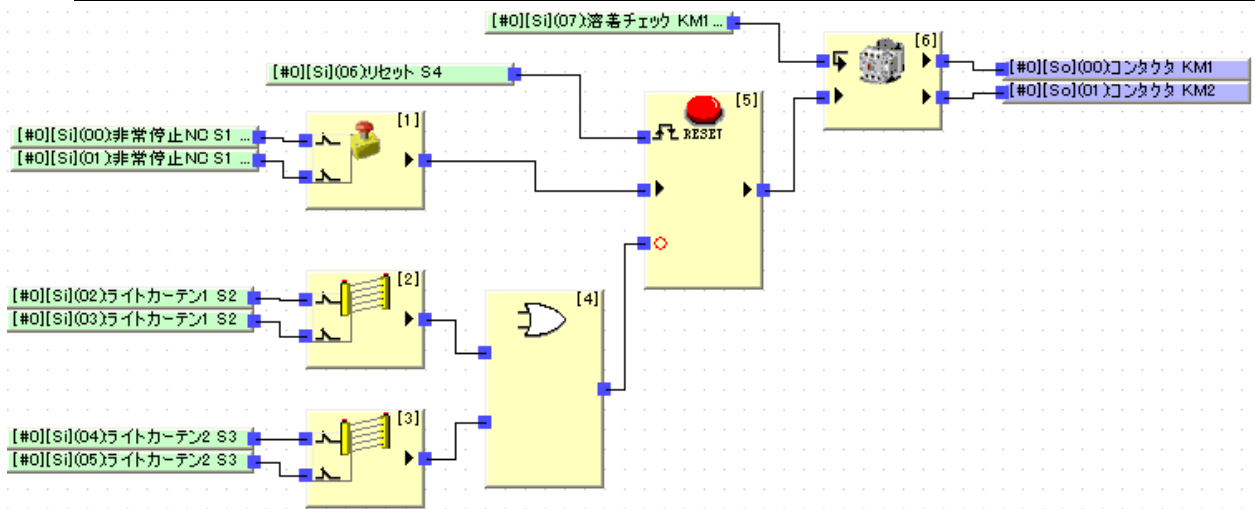 [#0][Si](07)溶着チェック KM1...
[6]
[#0][So](00)コンタクタ KM1
[#0][So](01)コンタクタ KM2
[#0][Si](06)リセット S4
[5]
RESET
[1]
[#0][Si](00)非常停止NC S1 ...
[#0][Si](01)非常停止NC S1 ...
[2]
[#0][Si](02)ライトカーテン1 S2
[#0][Si](03)ライトカーテン1 S2
[4]
[3]
[#0][Si](04)ライトカーテン2 S3
[#0][Si](05)ライトカーテン2 S3